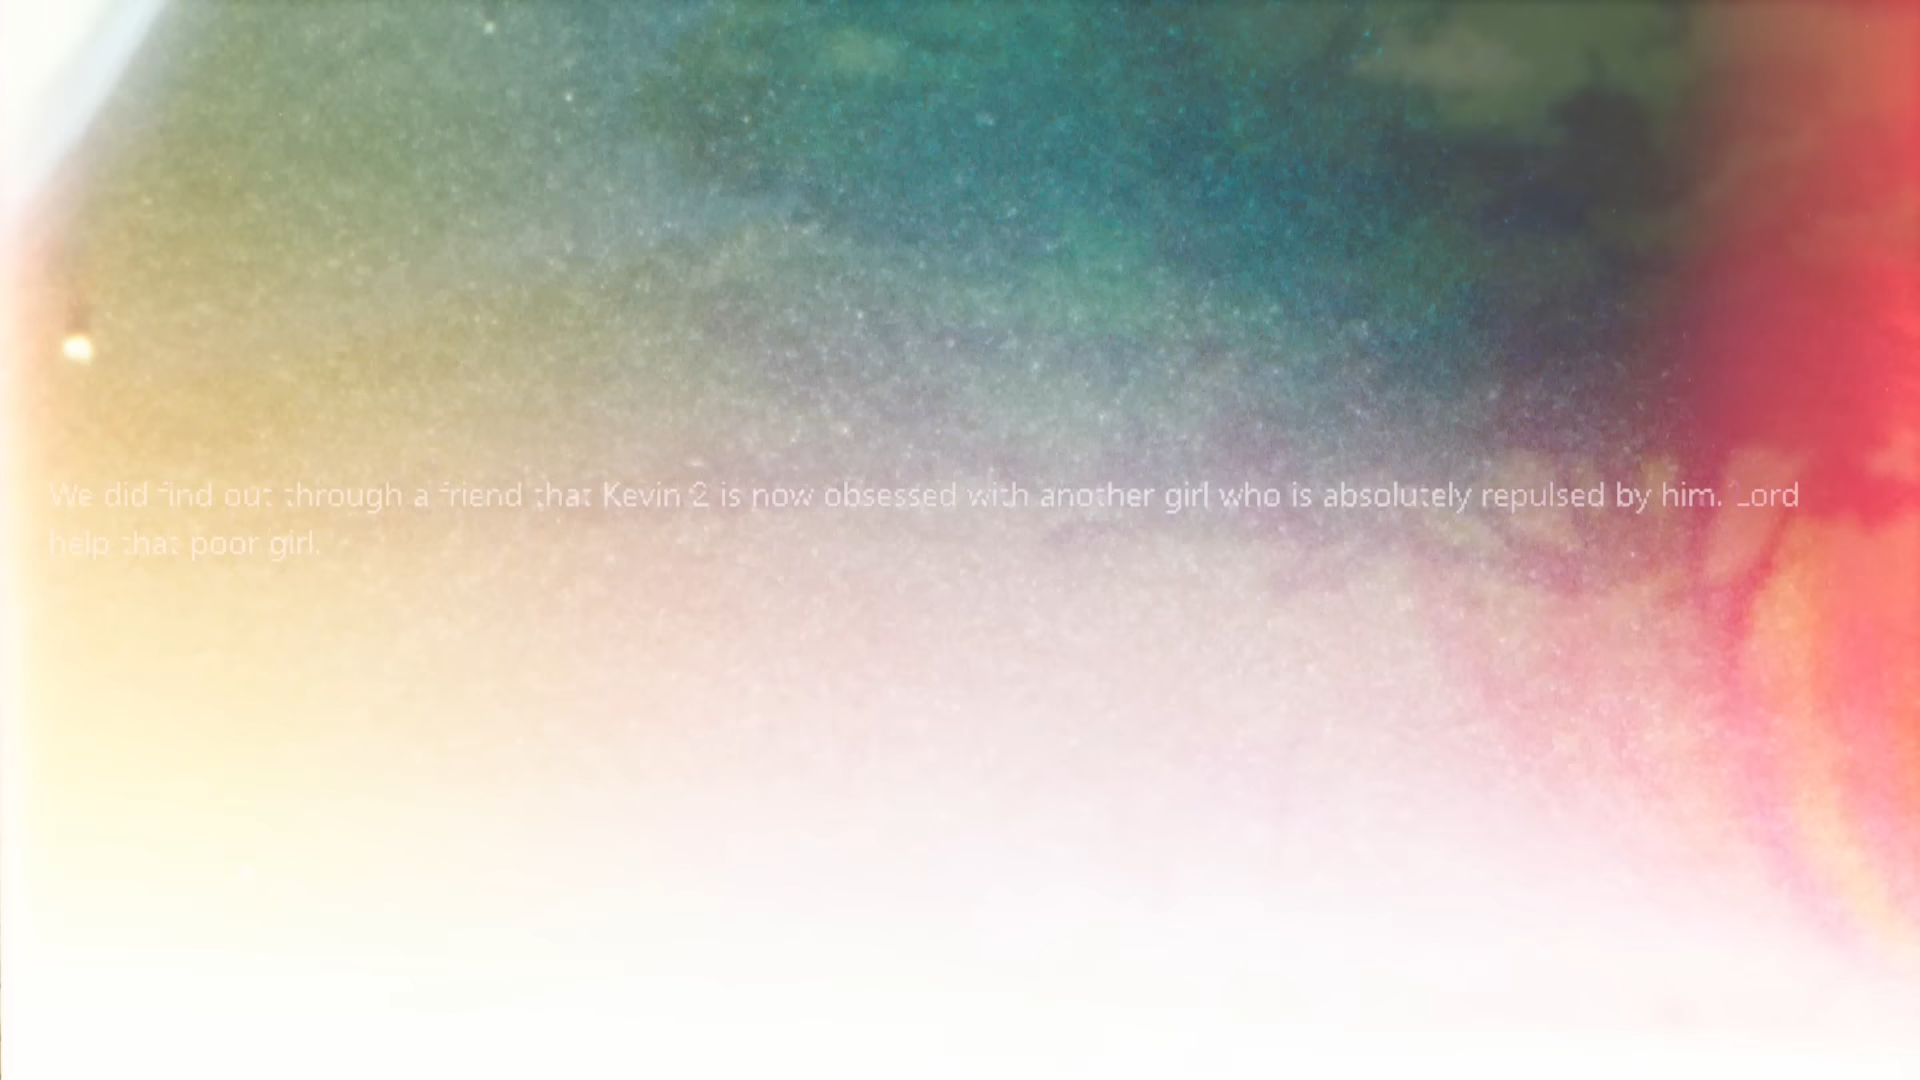 We did find out through a friend that Kevin 2 is now obsessed with another girl who is absolutely repulsed by him. Lord
help that poor girl.